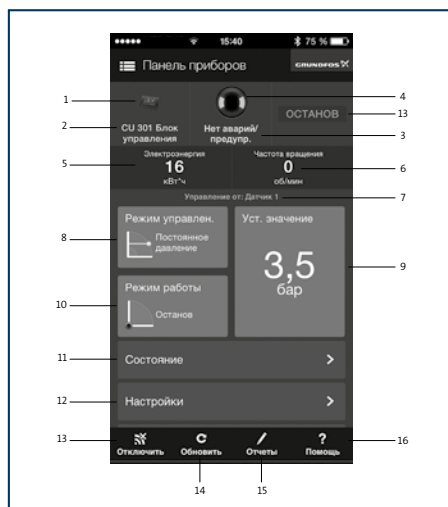 15:40 75 %
Панель приборов GRUNDFOS
1 4
ОСТАНОВ 13
2 CU 301 Блок управления
Нет аварий/предупр. 3
5 Электроэнергия Частота вращения
16 0 6
кВт*ч об/мин
Управление от: Датчик 1 7
Режим управлен. Уст. значение
8 Постоянное давление
3,5
бар 9
Режим работы
10 Останов
11 Состояние
12 Настройки
13 Отключить Обновить Отчеты ? Помощь 16
14 15